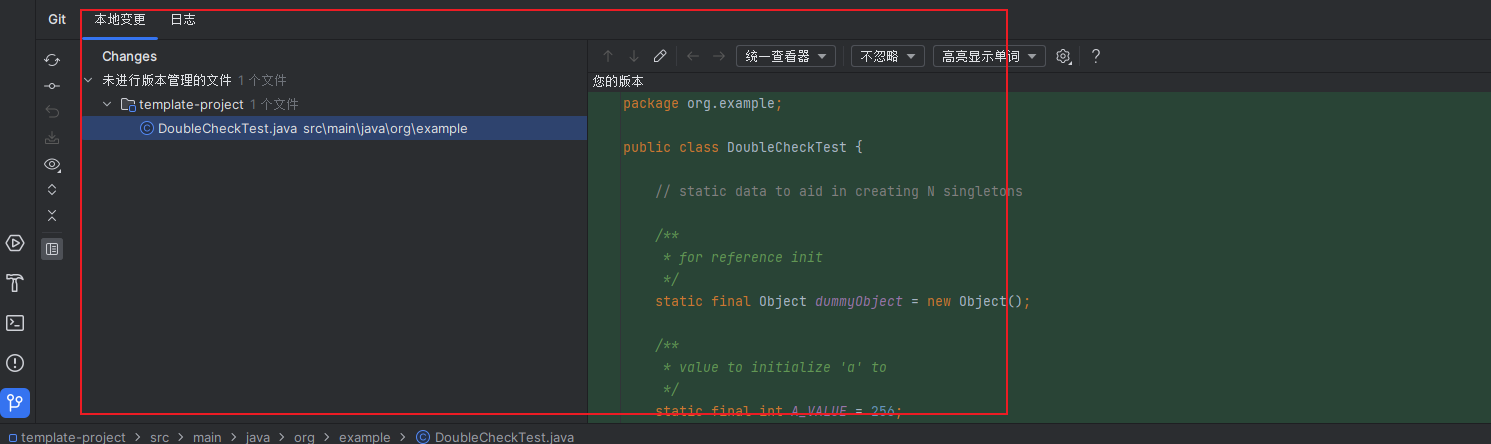 Git 本地变更 日志
Changes
未进行版本管理的文件 1 个文件
template-project 1 个文件
DoubleCheckTest.java src\main\java\org\example
统一查看器 不忽略 高亮显示单词 ?
您的版本
package org.example;
public class DoubleCheckTest {
// static data to aid in creating N singletons
/**
* for reference init
*/
static final Object dummyObject = new Object();
/**
* value to initialize 'a' to
*/
static final int A_VALUE = 256;
template-project > src > main > java > org > example > DoubleCheckTest.java